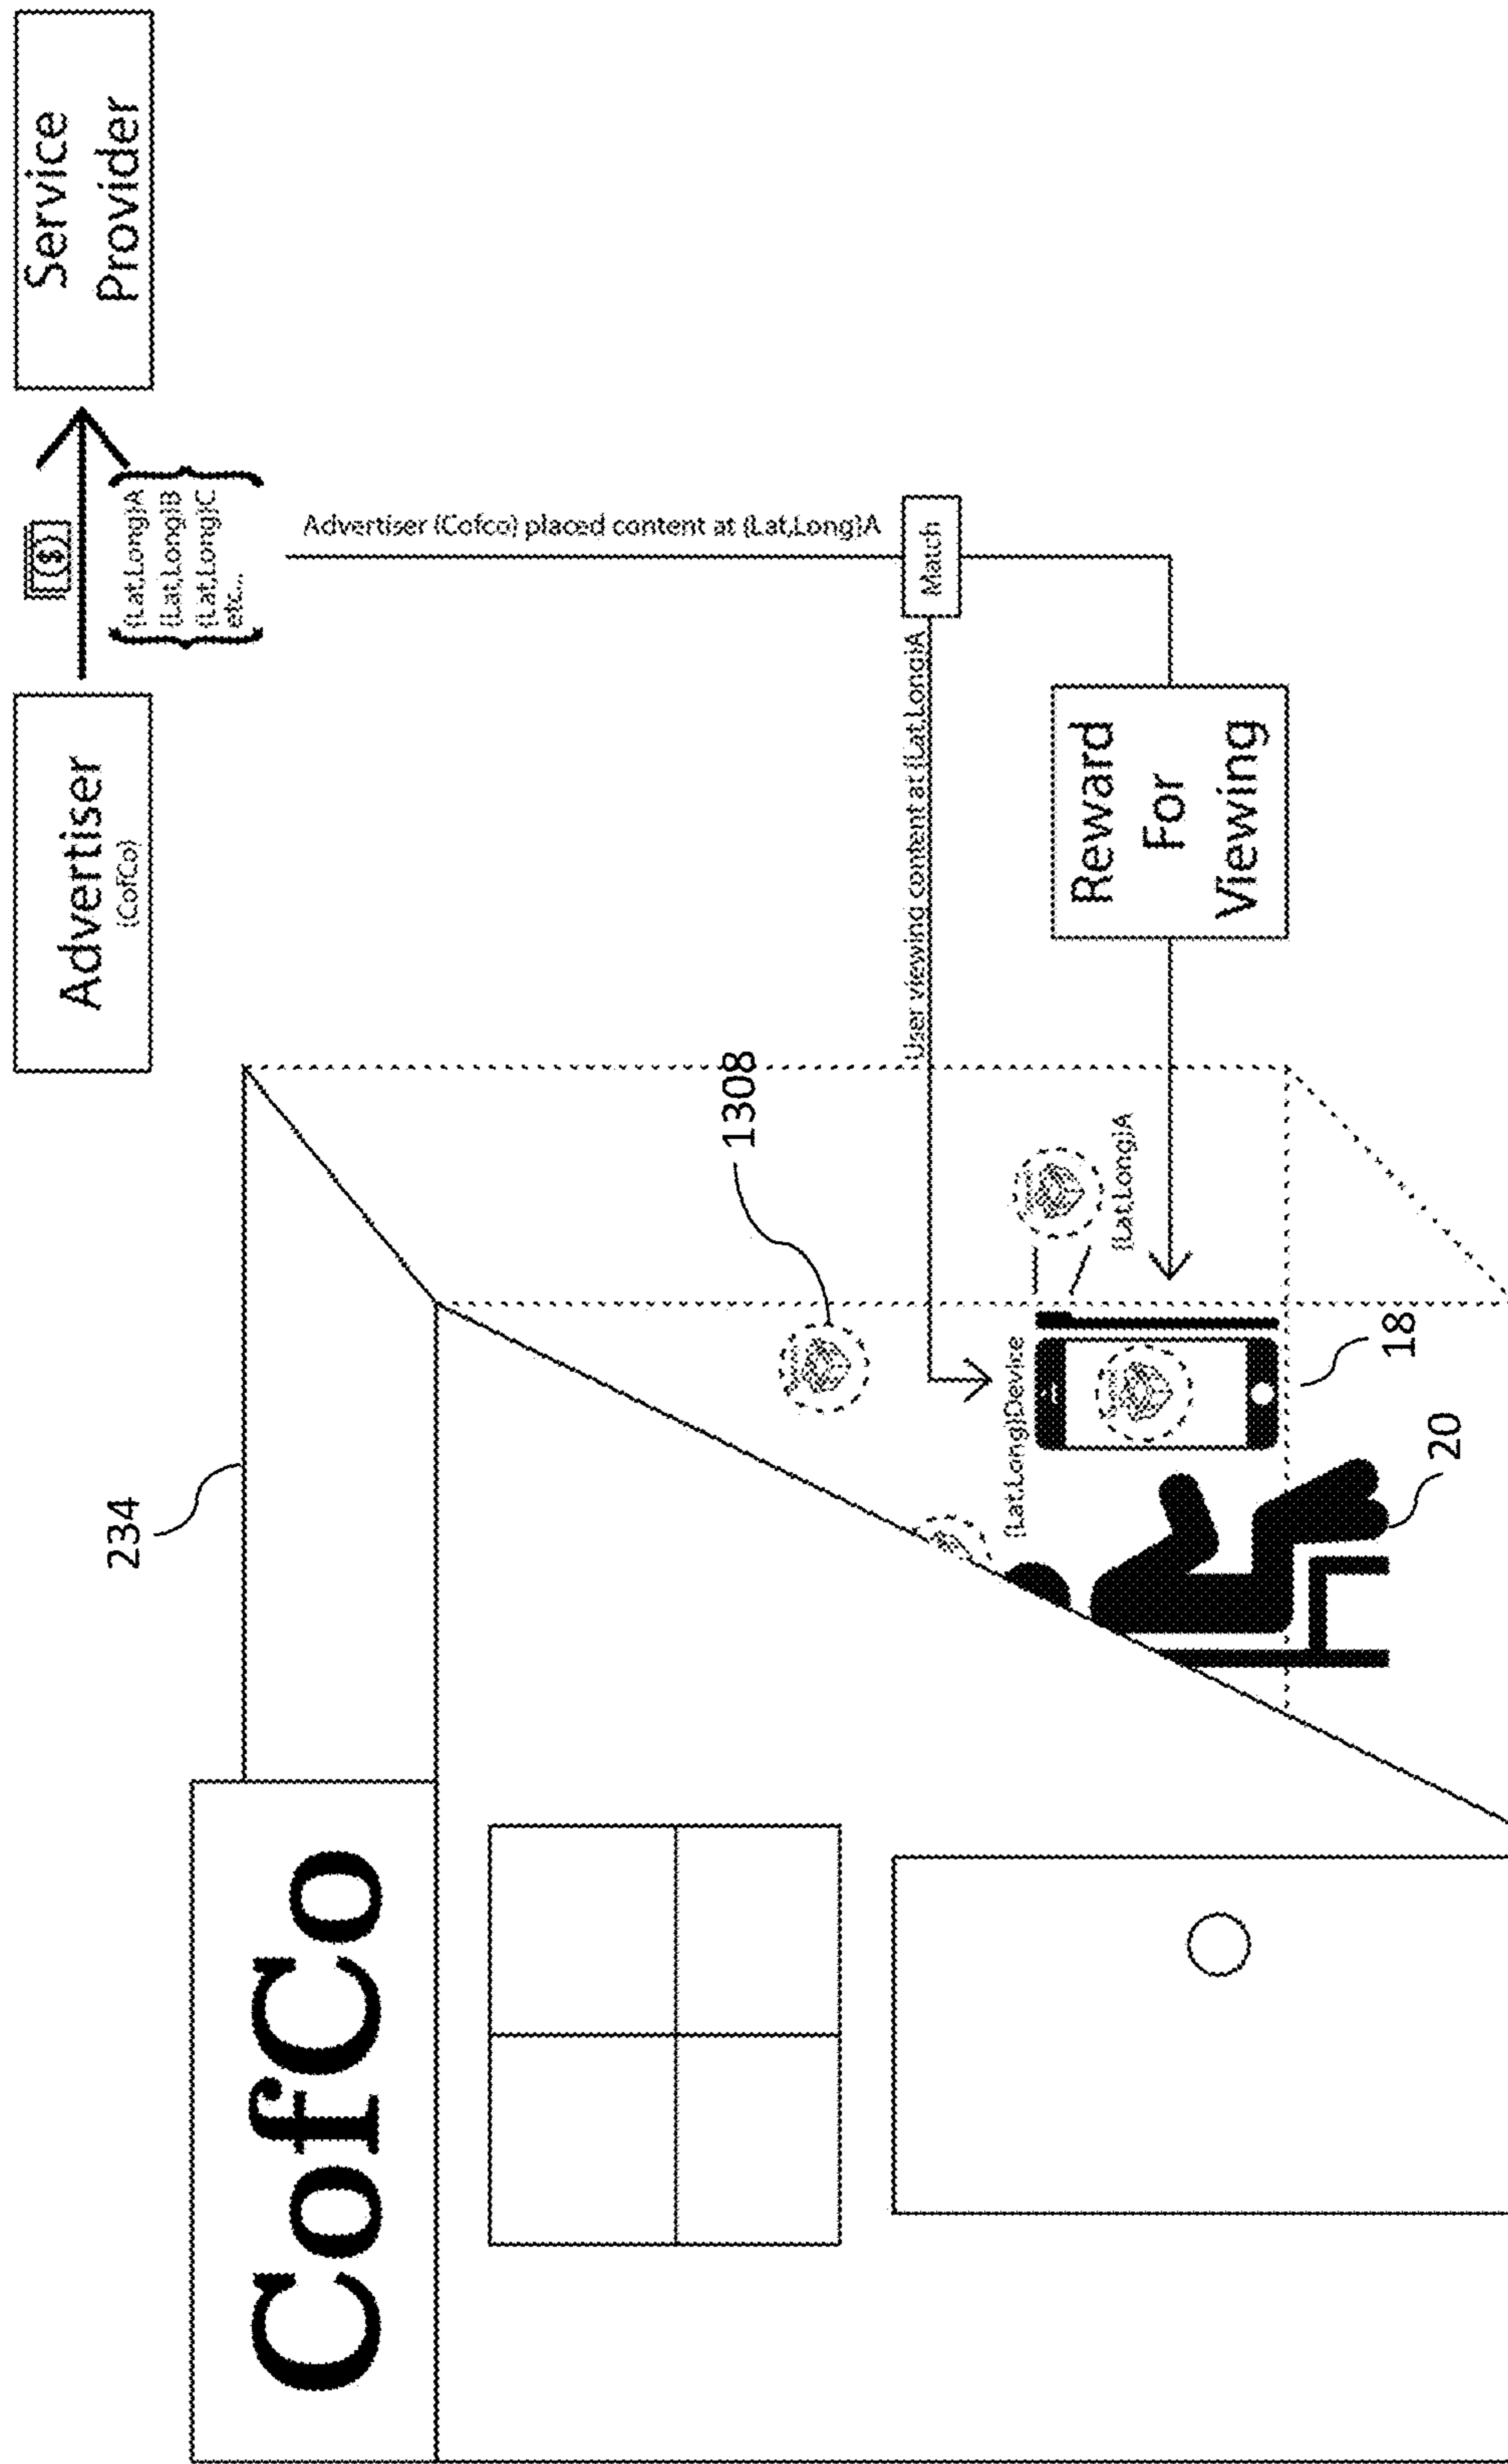 CofCo
234
Advertiser
(CofCo)
($)
Service
Provider
(Lat,Long)A
(Lat,Long)B
(Lat,Long)C
etc...
Advertiser (Cofco) placed content at (Lat,Long)A
1308
User viewing content at (Lat,Long)A
Match
(Lat,Long)Device
(Lat,Long)A
Reward
For
Viewing
18
20